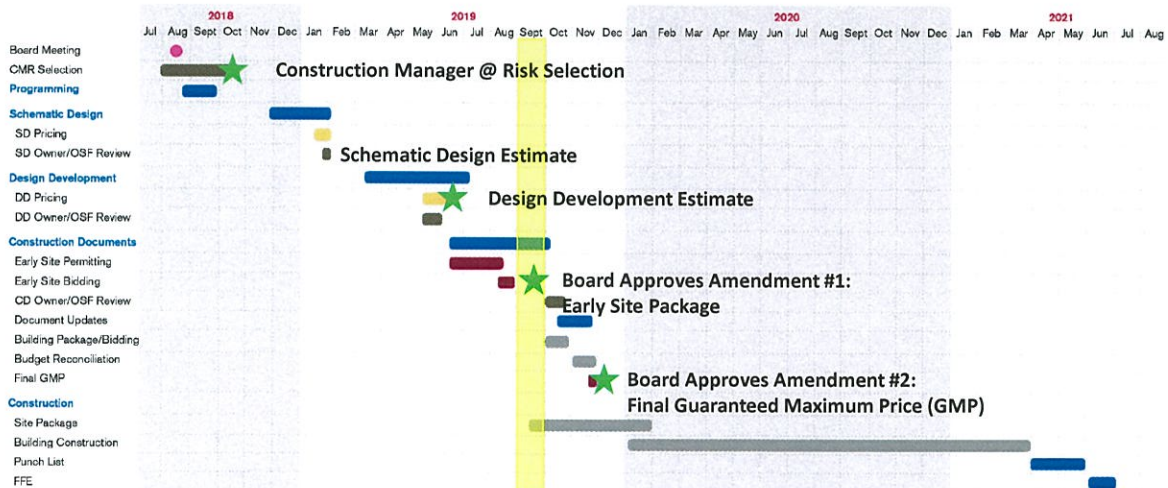 2018 2019 2020 2021
Jul Aug Sept Oct Nov Dec Jan Feb Mar Apr May Jun Jul Aug Sept Oct Nov Dec Jan Feb Mar Apr May Jun Jul Aug Sept Oct Nov Dec Jan Feb Mar Apr May Jun Jul Aug
Board Meeting
CMR Selection Construction Manager @ Risk Selection
Programming
Schematic Design
SD Pricing
SD Owner/OSF Review Schematic Design Estimate
Design Development
DD Pricing Design Development Estimate
DD Owner/OSF Review
Construction Documents
Early Site Permitting
Early Site Bidding Board Approves Amendment #1:
CD Owner/OSF Review Early Site Package
Document Updates
Building Package/Bidding
Budget Reconciliation
Final GMP Board Approves Amendment #2:
Construction Final Guaranteed Maximum Price (GMP)
Site Package
Building Construction
Punch List
FFE